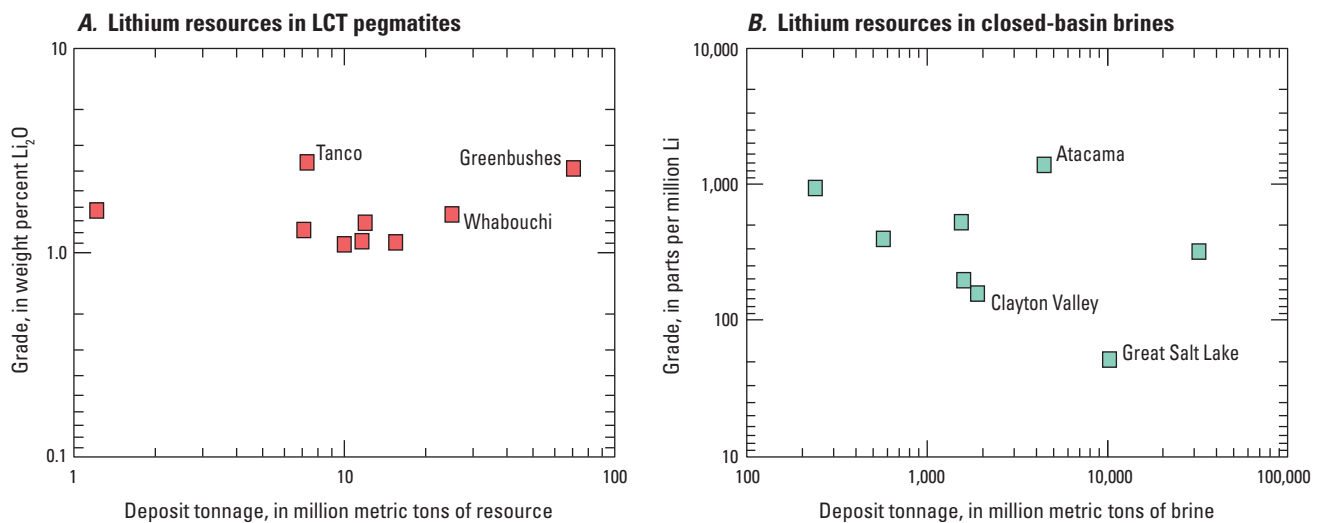 A. Lithium resources in LCT pegmatites
10
1.0
0.1
Grade, in weight percent Li₂O
Tanco
Greenbushes
Whabouchi
1
10
100
Deposit tonnage, in million metric tons of resource
B. Lithium resources in closed-basin brines
10,000
1,000
100
10
Grade, in parts per million Li
Atacama
Clayton Valley
Great Salt Lake
100
1,000
10,000
100,000
Deposit tonnage, in million metric tons of brine